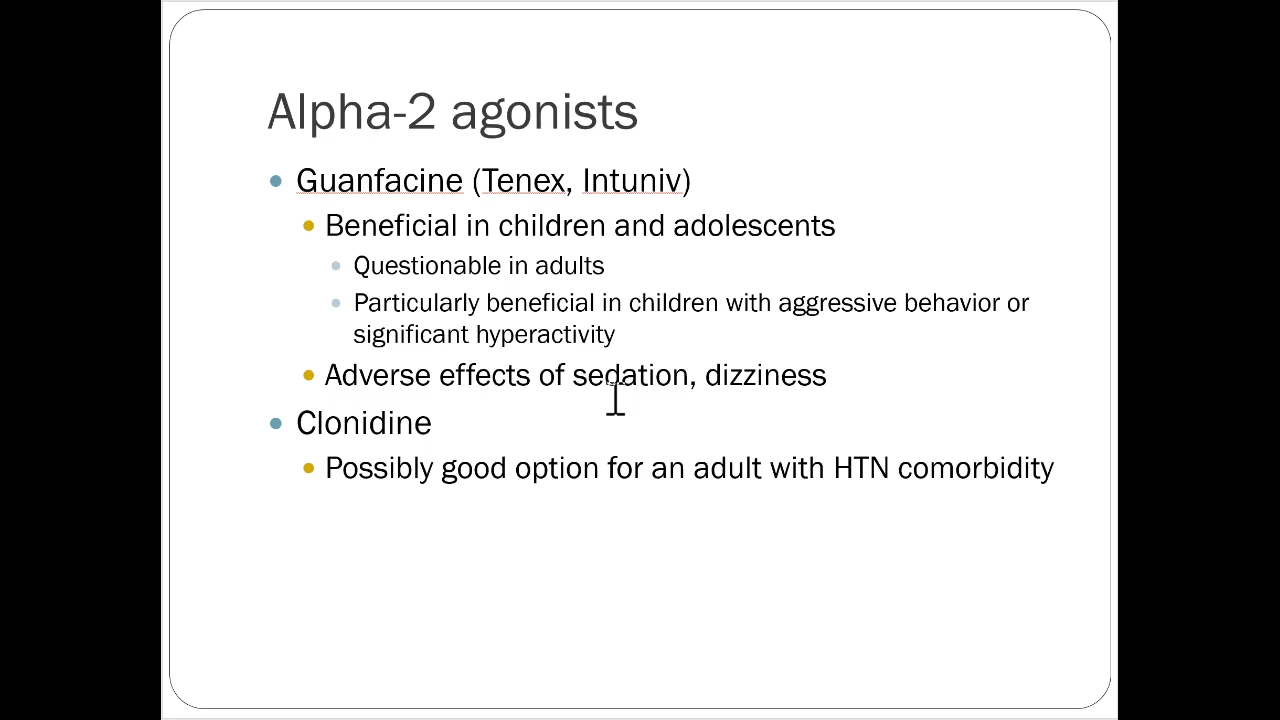 Alpha-2 agonists
Guanfacine (Tenex, Intuniv)
Beneficial in children and adolescents
Questionable in adults
Particularly beneficial in children with aggressive behavior or
significant hyperactivity
Adverse effects of sedation, dizziness
Clonidine
Possibly good option for an adult with HTN comorbidity